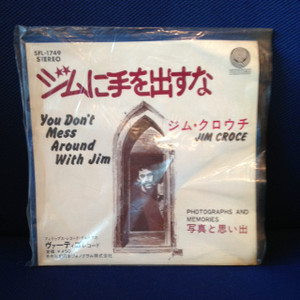 SFL-1749
STEREO
ジムに手を出すな
You Don't
Mess
Around
With Jim
ジム・クロウチ
JIM CROCE
PHOTOGRAPHS AND
MEMORIES
写真と思い出
ヴァーティゴ・レコード